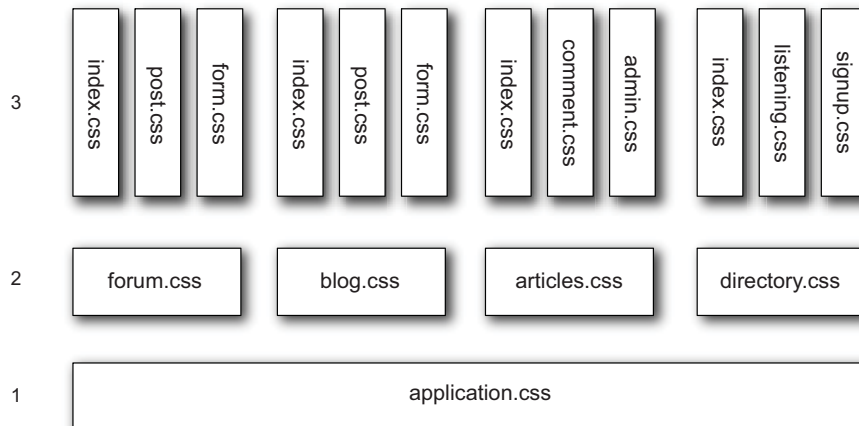 3
index.css
post.css
form.css
index.css
post.css
form.css
index.css
comment.css
admin.css
index.css
listening.css
signup.css
2
forum.css
blog.css
articles.css
directory.css
1
application.css